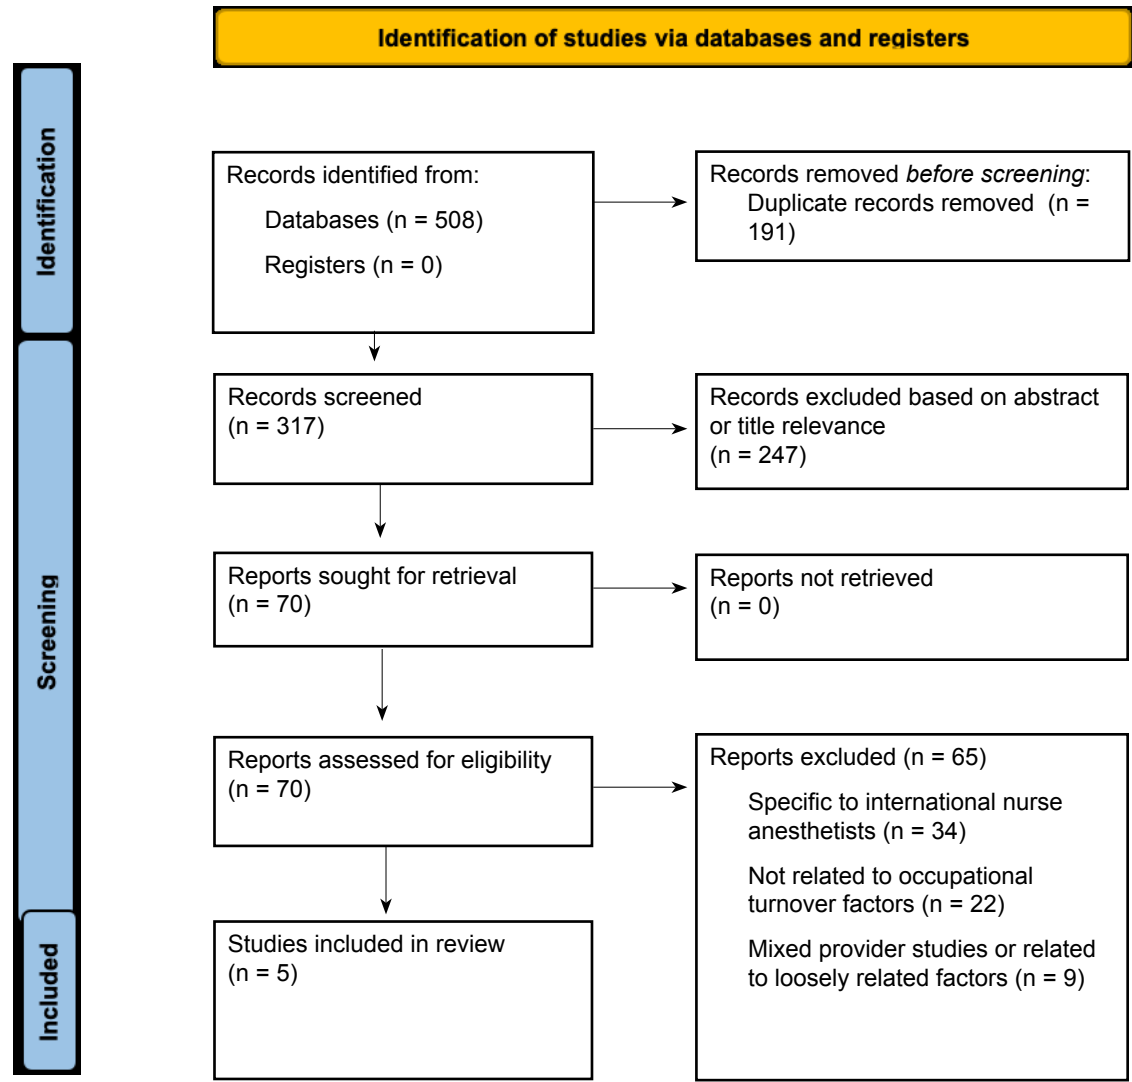 Identification of studies via databases and registers
Identification
Records identified from:
Databases (n = 508)
Registers (n = 0)
Records removed before screening:
Duplicate records removed (n =
191)
Screening
Records screened
(n = 317)
Records excluded based on abstract
or title relevance
(n = 247)
Reports sought for retrieval
(n = 70)
Reports not retrieved
(n = 0)
Reports assessed for eligibility
(n = 70)
Reports excluded (n = 65)
Specific to international nurse
anesthetists (n = 34)
Not related to occupational
turnover factors (n = 22)
Mixed provider studies or related
to loosely related factors (n = 9)
Included
Studies included in review
(n = 5)